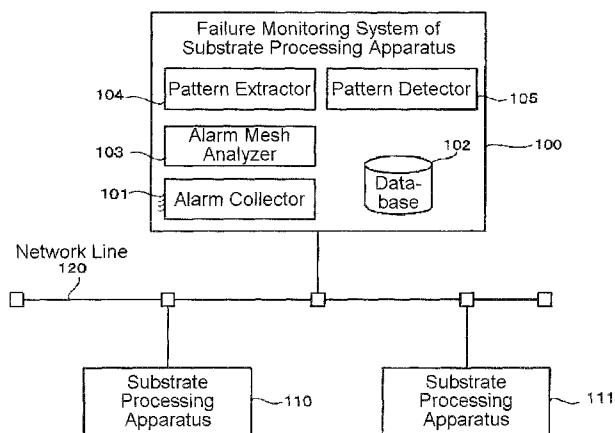 Failure Monitoring System of
Substrate Processing Apparatus
104
Pattern Extractor
Pattern Detector
105
103
Alarm Mesh
Analyzer
102
100
101
Alarm Collector
Data-
base
Network Line
120
Substrate
Processing
Apparatus
110
Substrate
Processing
Apparatus
111